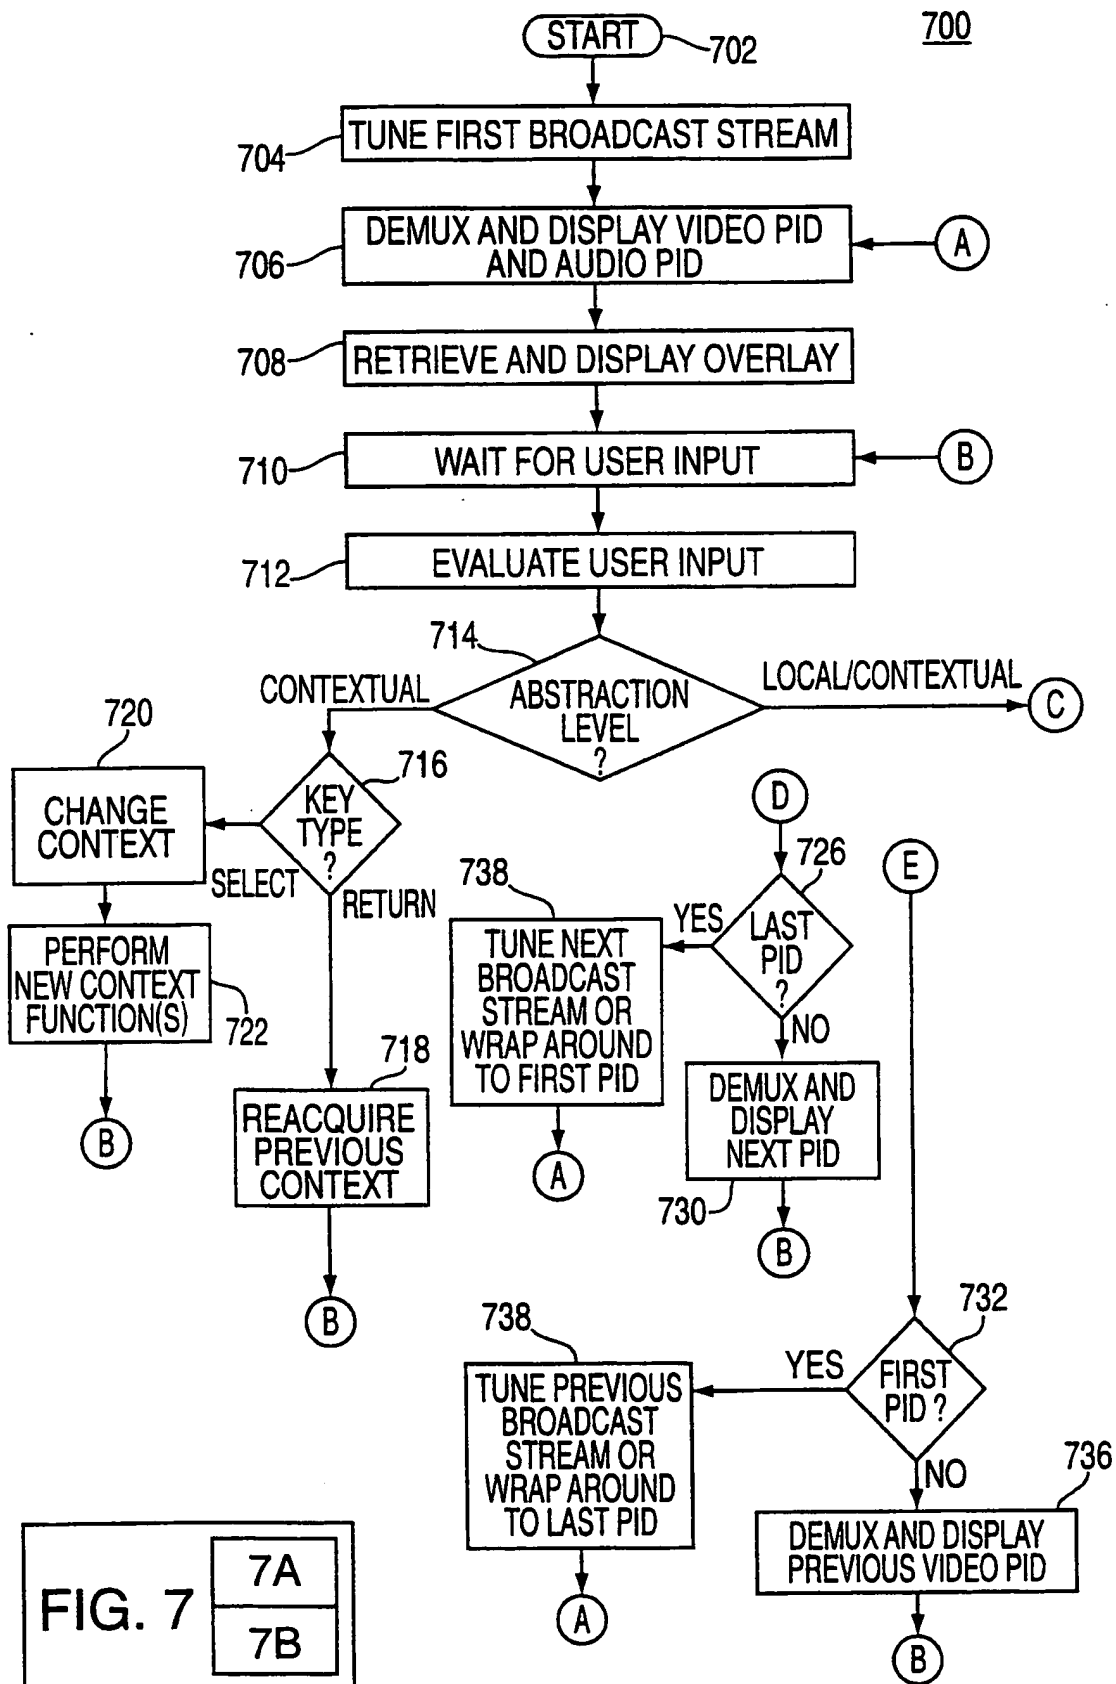 700
START
702
TUNE FIRST BROADCAST STREAM
704
DEMUX AND DISPLAY VIDEO PID
AND AUDIO PID
706
A
708
RETRIEVE AND DISPLAY OVERLAY
710
WAIT FOR USER INPUT
B
712
EVALUATE USER INPUT
714
CONTEXTUAL
ABSTRACTION
LEVEL
?
LOCAL/CONTEXTUAL
C
720
CHANGE
CONTEXT
716
KEY
TYPE
?
SELECT
RETURN
PERFORM
NEW CONTEXT
FUNCTION(S)
722
B
718
REACQUIRE
PREVIOUS
CONTEXT
B
D
726
LAST
PID
?
YES
NO
738
TUNE NEXT
BROADCAST
STREAM OR
WRAP AROUND
TO FIRST PID
A
DEMUX AND
DISPLAY
NEXT PID
730
B
E
732
FIRST
PID ?
YES
NO
738
TUNE PREVIOUS
BROADCAST
STREAM OR
WRAP AROUND
TO LAST PID
A
736
DEMUX AND DISPLAY
PREVIOUS VIDEO PID
B
FIG. 7
7A
7B